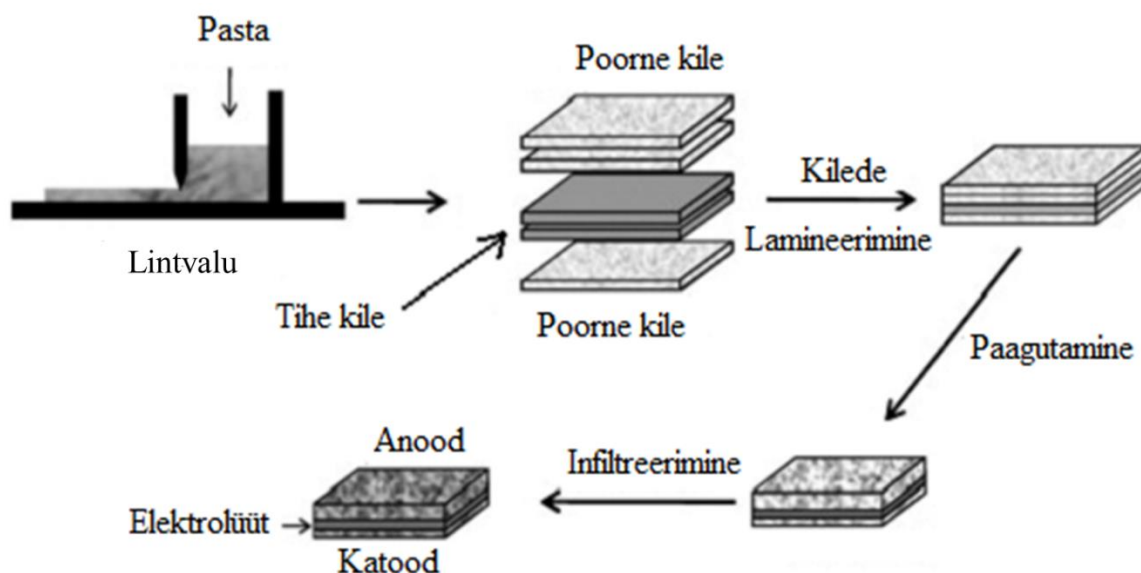 Pasta
Lintvalu
Poorne kile
Tihe kile
Poorne kile
Kilede
Lamineerimine
Paagutamine
Infiltreerimine
Anood
Elektrolüüt
Katood